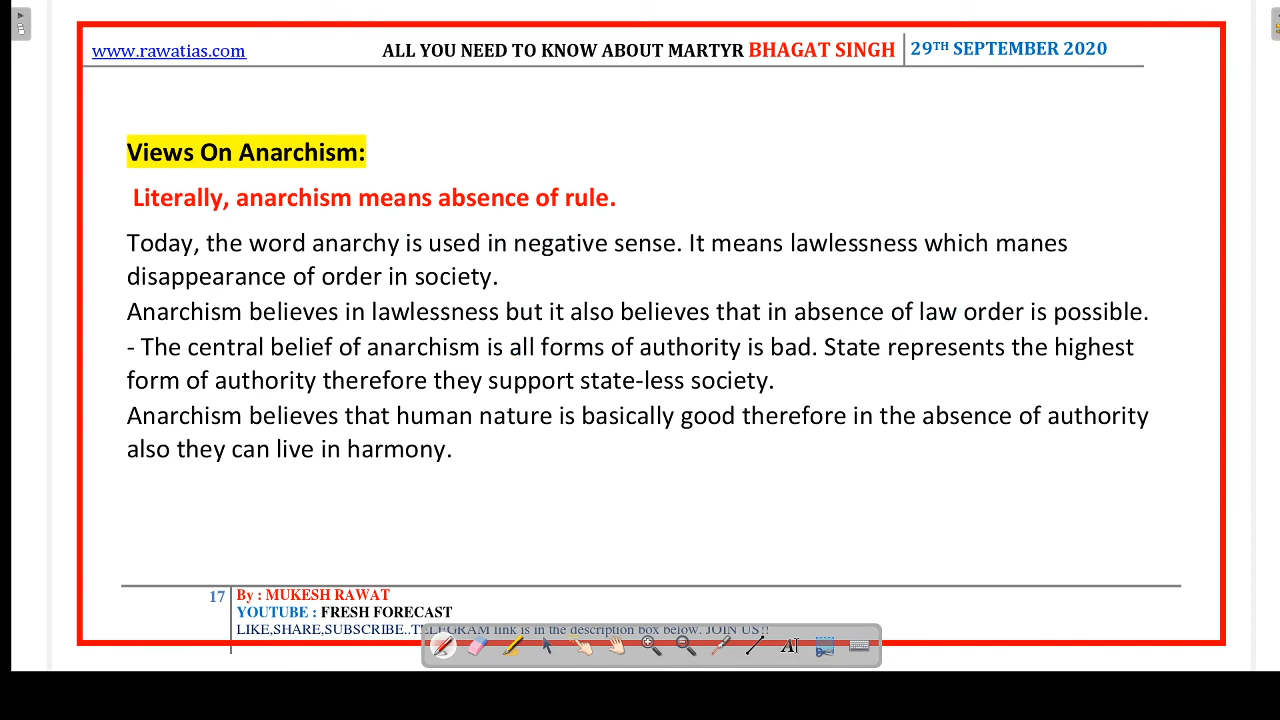 www.rawatias.com ALL YOU NEED TO KNOW ABOUT MARTYR BHAGAT SINGH 29TH SEPTEMBER 2020
Views On Anarchism:
Literally, anarchism means absence of rule.
Today, the word anarchy is used in negative sense. It means lawlessness which manes
disappearance of order in society.
Anarchism believes in lawlessness but it also believes that in absence of law order is possible.
- The central belief of anarchism is all forms of authority is bad. State represents the highest
form of authority therefore they support state-less society.
Anarchism believes that human nature is basically good therefore in the absence of authority
also they can live in harmony.
17 By : MUKESH RAWAT
YOUTUBE : FRESH FORECAST
LIKE,SHARE,SUBSCRIBE..TELEGRAM link is in the description box below. JOIN US!!